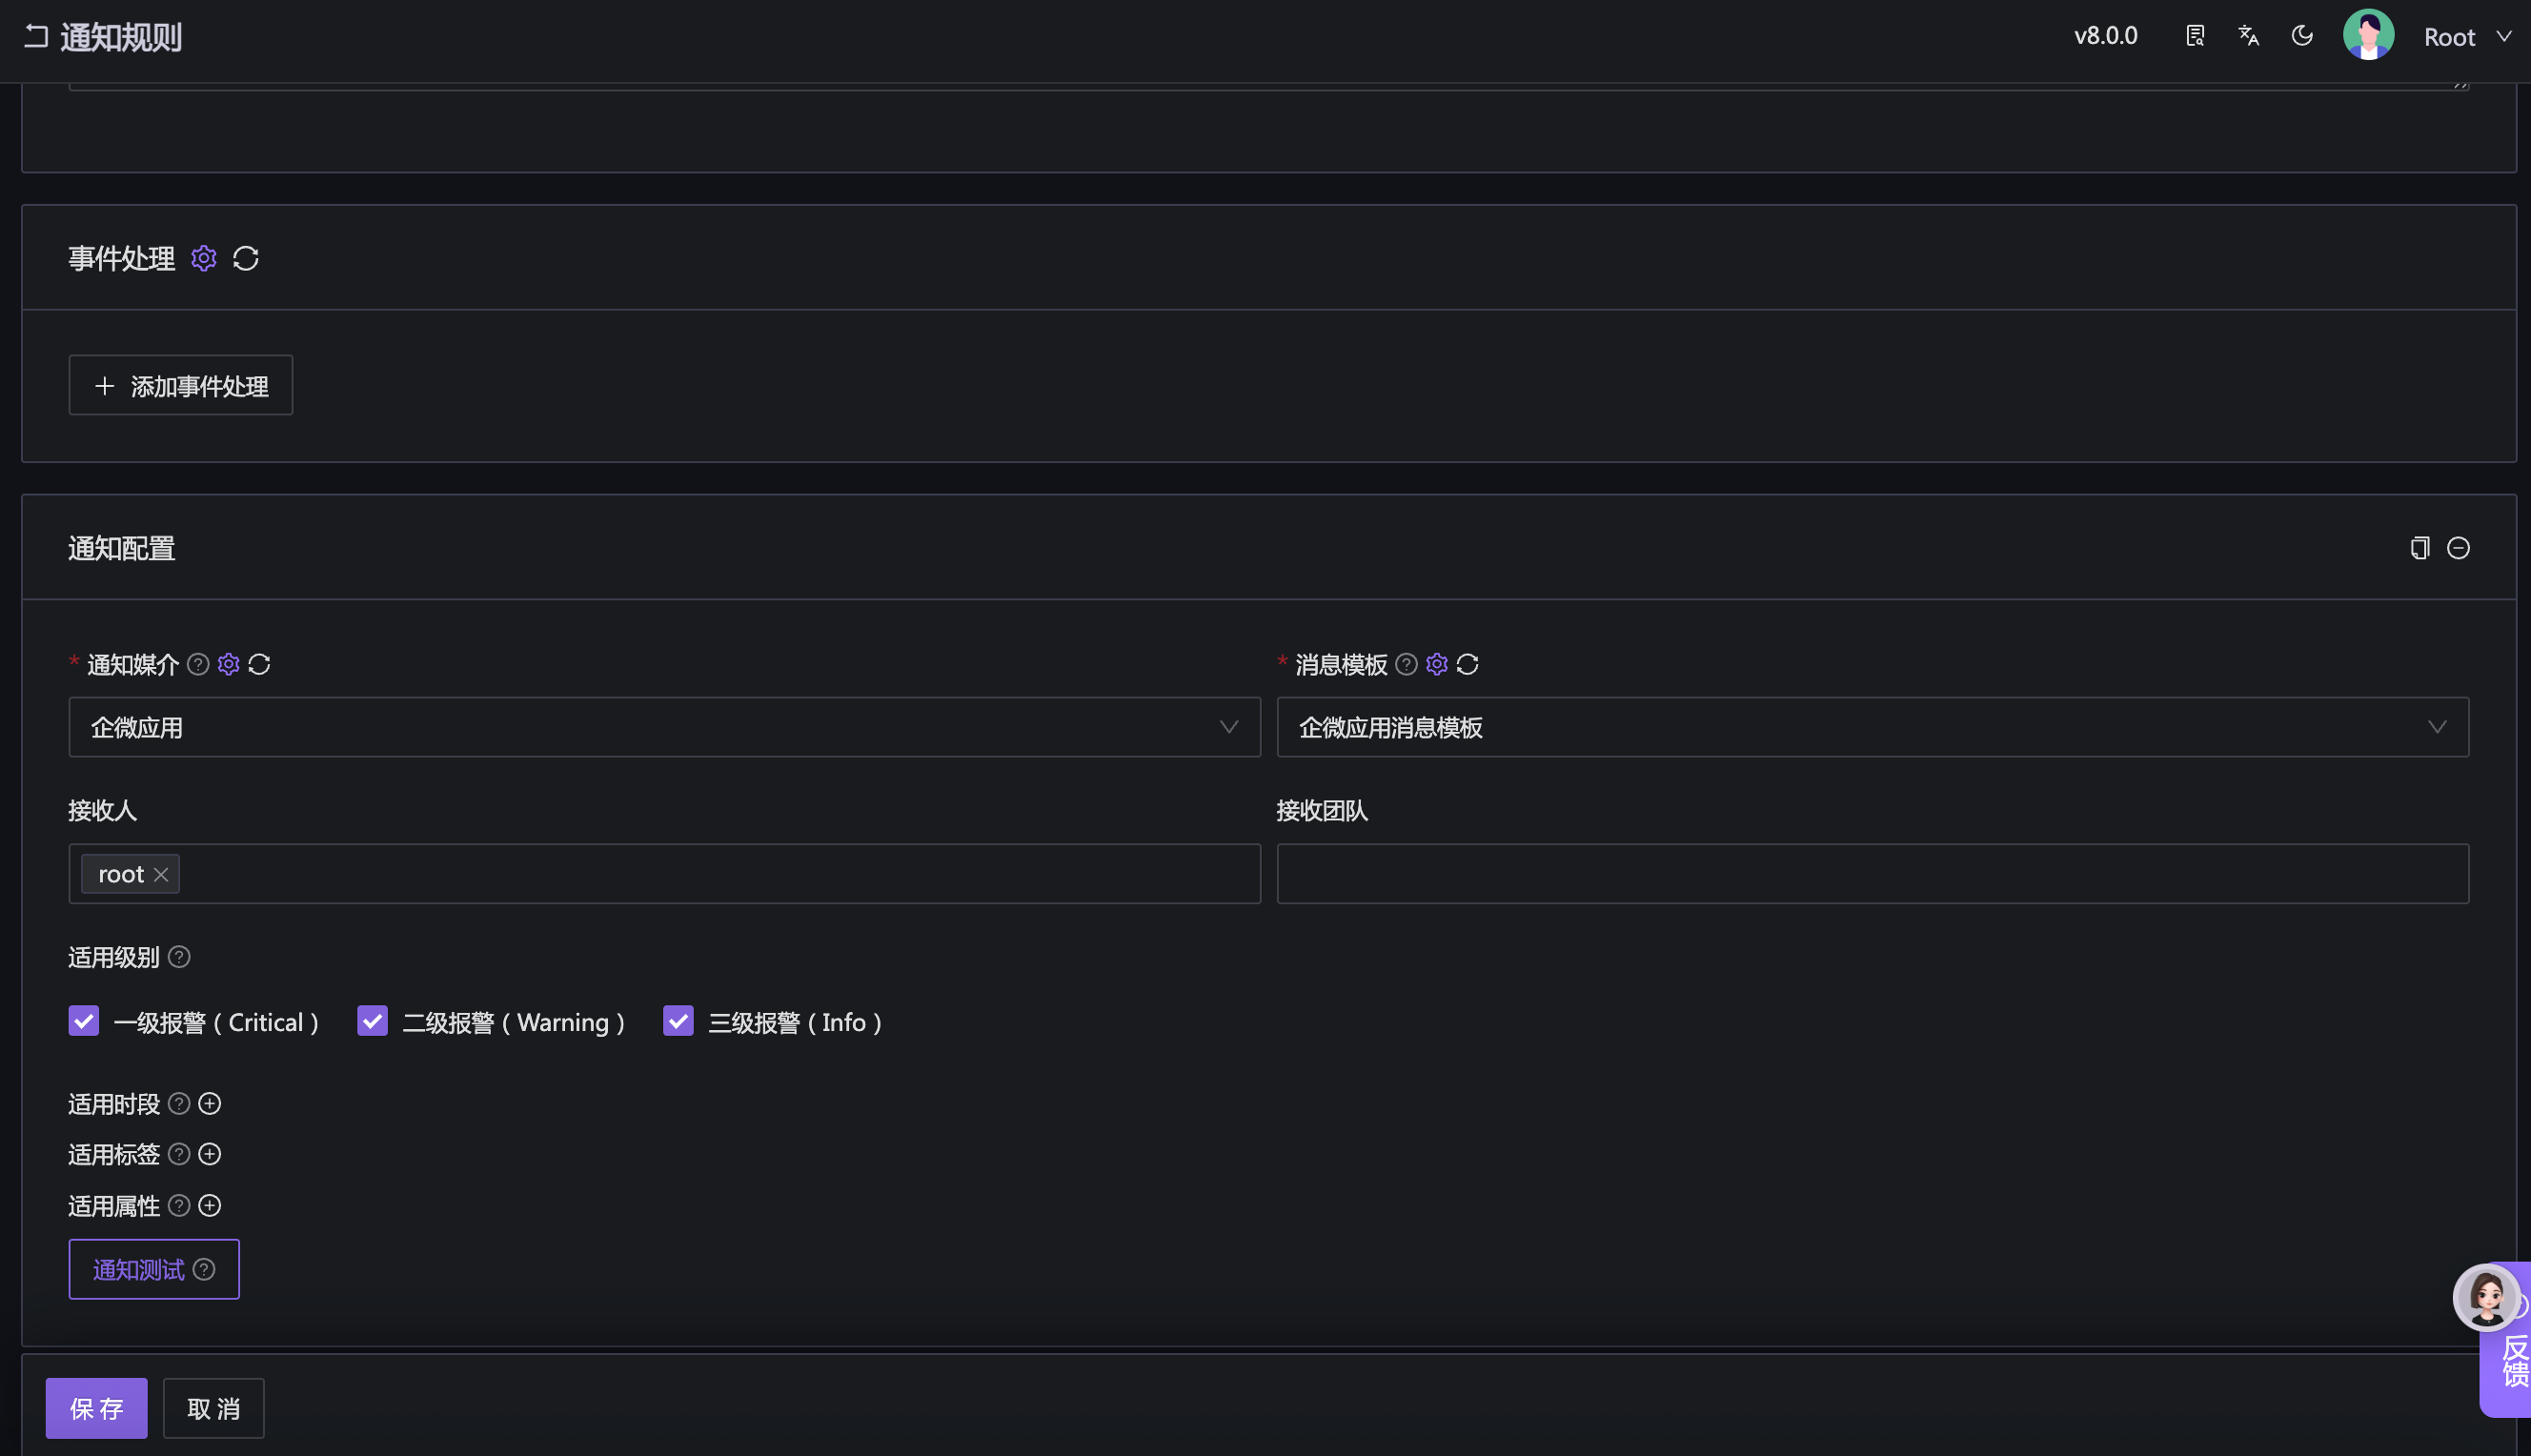 通知规则
v8.0.0
Root
事件处理
添加事件处理
通知配置
* 通知媒介
* 消息模板
企微应用
企微应用消息模板
接收人
接收团队
root
适用级别
一级报警 ( Critical )
二级报警 ( Warning )
三级报警 ( Info )
适用时段
适用标签
适用属性
通知测试
反馈
保存
取消